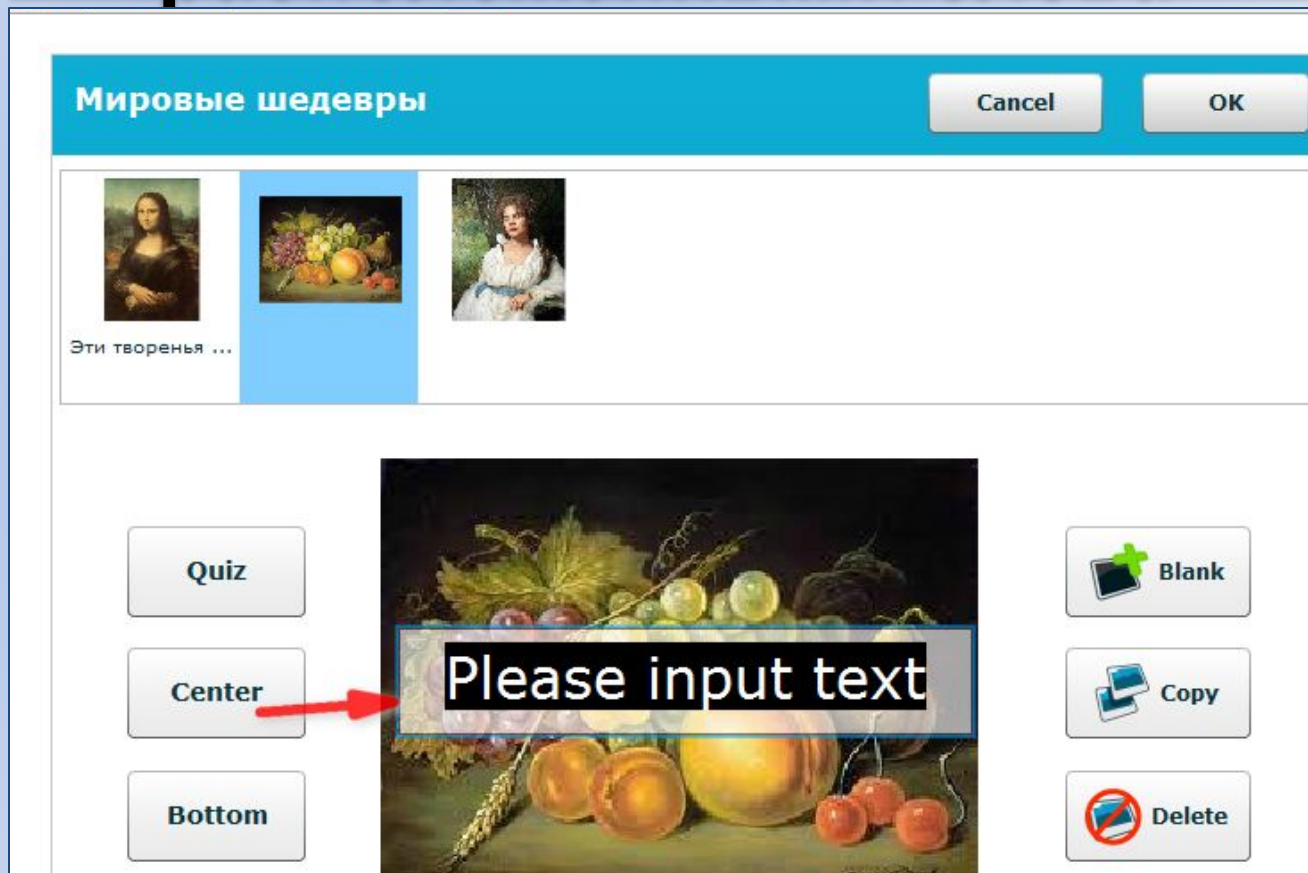 Мировые шедевры
Cancel
OK
Эти творенья ...
Quiz
Center
Bottom
Please input text
Blank
Copy
Delete